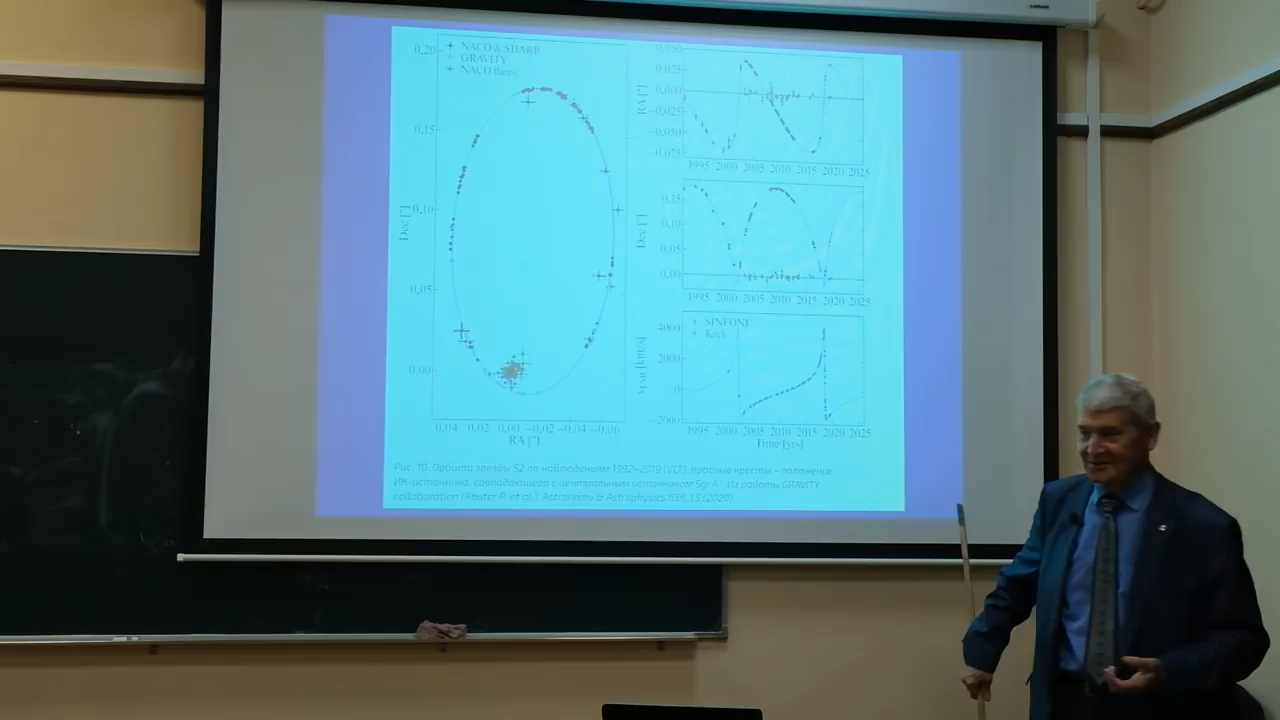 NACO & SHARP
GRAVITY
NACO flares
0,20
0,15
0,10
0,05
0,00
Dec ["]
0,04 0,02 0,00 −0,02 −0,04 −0,06
RA ["]
0,050
0,025
0,000
−0,025
−0,050
−0,075
RA ["]
1995 2000 2005 2010 2015 2020 2025
0,15
0,10
0,05
0,00
Dec ["]
1995 2000 2005 2010 2015 2020 2025
SINFONI
Keck
4000
2000
0
−2000
1995 2000 2005 2010 2015 2020 2025
Time [yrs]
Рис. 10. Орбита звезды S2 по наблюдениям 1992–2019 (VLT). Красные кресты – положение
ИК-источника, совпадающего с центральным источником Sgr A*. Из работы GRAVITY
collaboration (Abuter R. et al.), Astronomy & Astrophysics 636, L5 (2020)